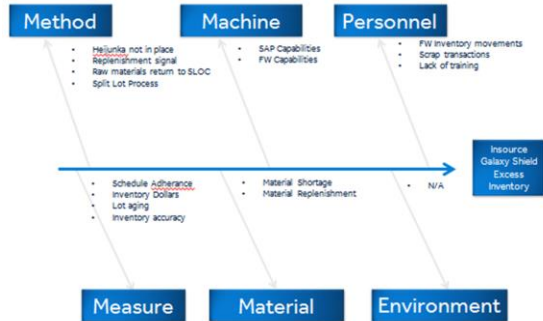 Method
Machine
Personnel
• Heijunka not in place
• Replenishment signal
• Raw materials return to SLOC
• Split Lot Process
• SAP Capabilities
• FW Capabilities
• FW Inventory movements
• Scrap transactions
• Lack of training
Insource
Galaxy Shield
Excess
Inventory
• Schedule Adherance
• Inventory Dollars
• Lot aging
• Inventory accuracy
• Material Shortage
• Material Replenishment
• N/A
Measure
Material
Environment